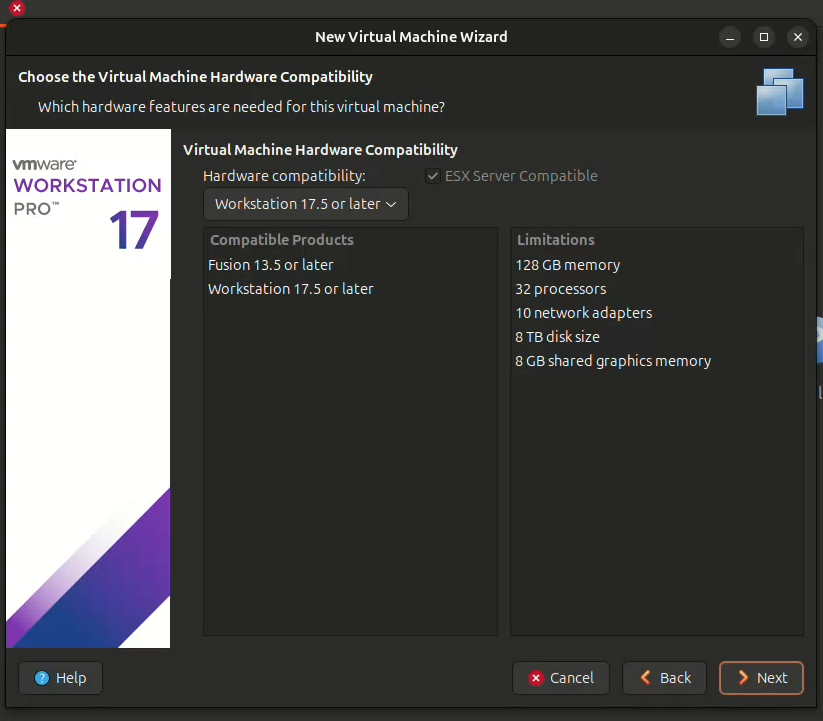 New Virtual Machine Wizard
Choose the Virtual Machine Hardware Compatibility
Which hardware features are needed for this virtual machine?
vmware®
WORKSTATION
PRO™
17
Virtual Machine Hardware Compatibility
Hardware compatibility:
ESX Server Compatible
Workstation 17.5 or later
Compatible Products
Fusion 13.5 or later
Workstation 17.5 or later
Limitations
128 GB memory
32 processors
10 network adapters
8 TB disk size
8 GB shared graphics memory
Help
Cancel
Back
Next